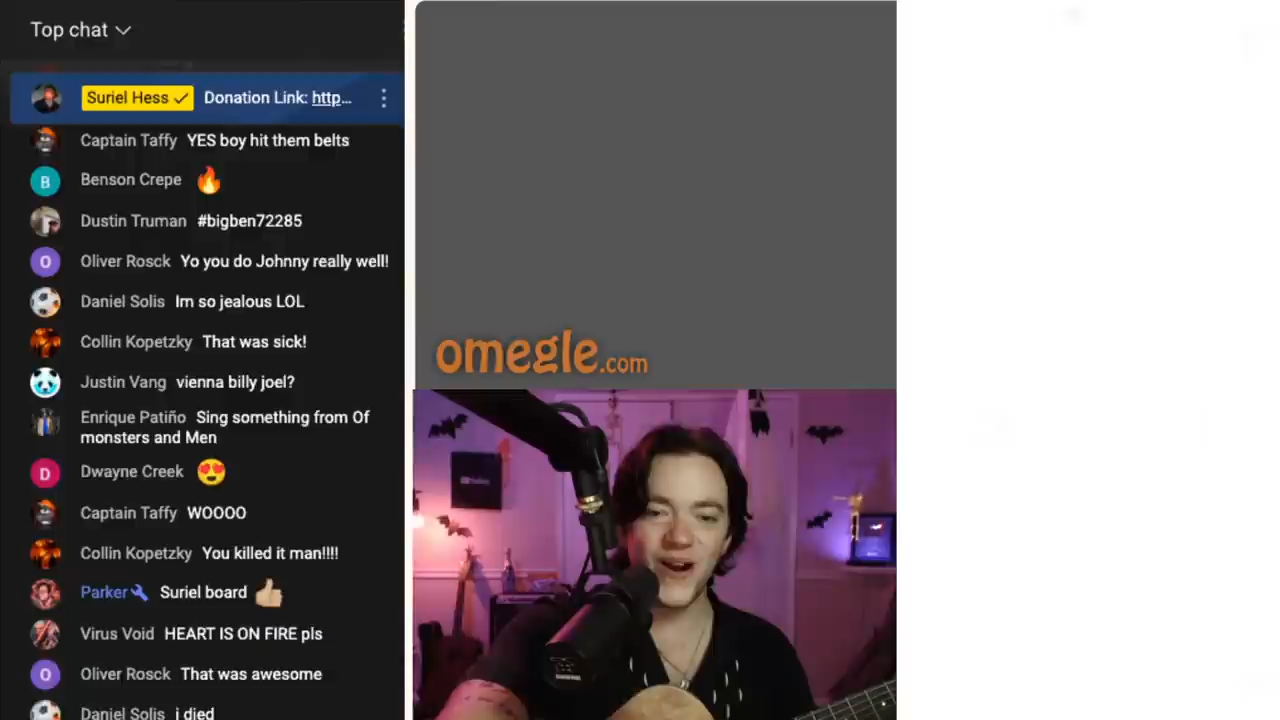 Top chat
Suriel Hess Donation Link: http...
Captain Taffy YES boy hit them belts
Benson Crepe 🔥
Dustin Truman #bigben72285
Oliver Rosck Yo you do Johnny really well!
Daniel Solis Im so jealous LOL
Collin Kopetzky That was sick!
Justin Vang vienna billy joel?
Enrique Patiño Sing something from Of
monsters and Men
Dwayne Creek 😍
Captain Taffy WOOOO
Collin Kopetzky You killed it man!!!!
Parker Suriel board 👍🏼
Virus Void HEART IS ON FIRE pls
Oliver Rosck That was awesome
Daniel Solis i died
B
O
D
O
omegle.com